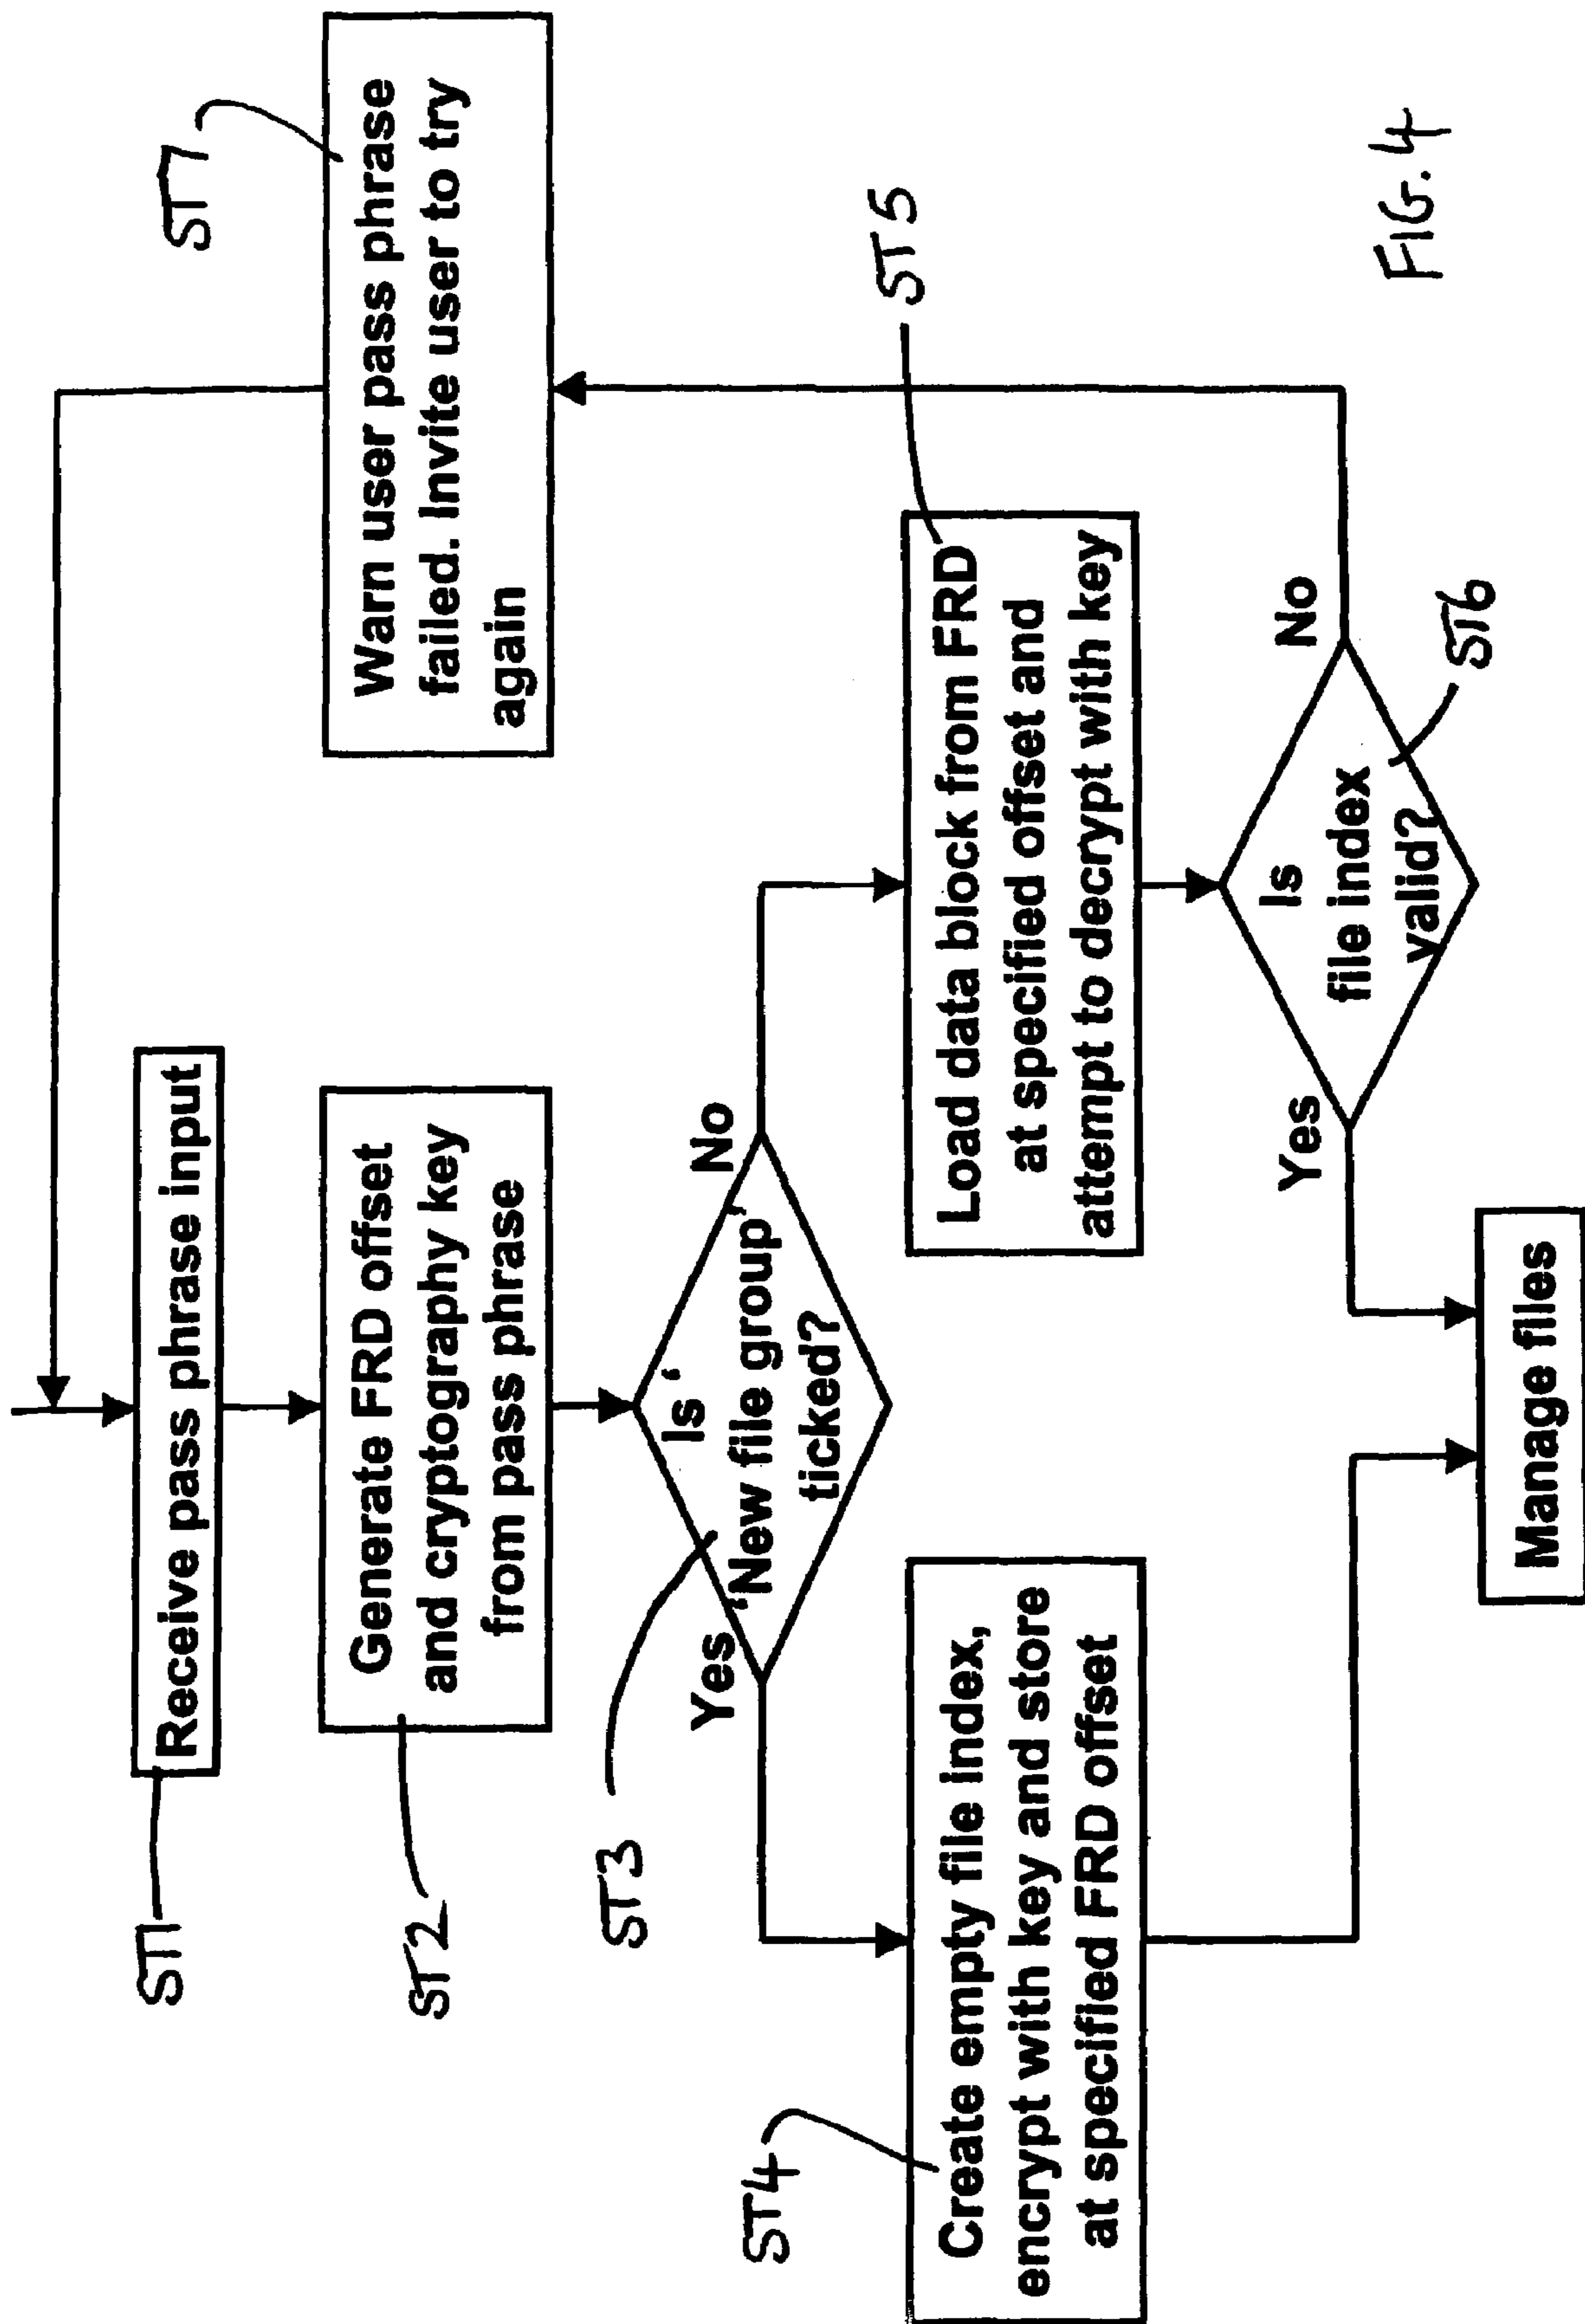 ST1
Receive pass phrase input
ST2
Generate FRD offset
and cryptography key
from pass phrase
ST3
Is ‘
‘New file group’
ticked?
Yes
No
ST4
Create empty file index,
encrypt with key and store
at specified FRD offset
ST5
Load data block from FRD
at specified offset and
attempt to decrypt with key
ST6
Is
file index
valid?
Yes
No
ST7
Warn user pass phrase
failed. Invite user to try
again
Manage files
FIG. 4